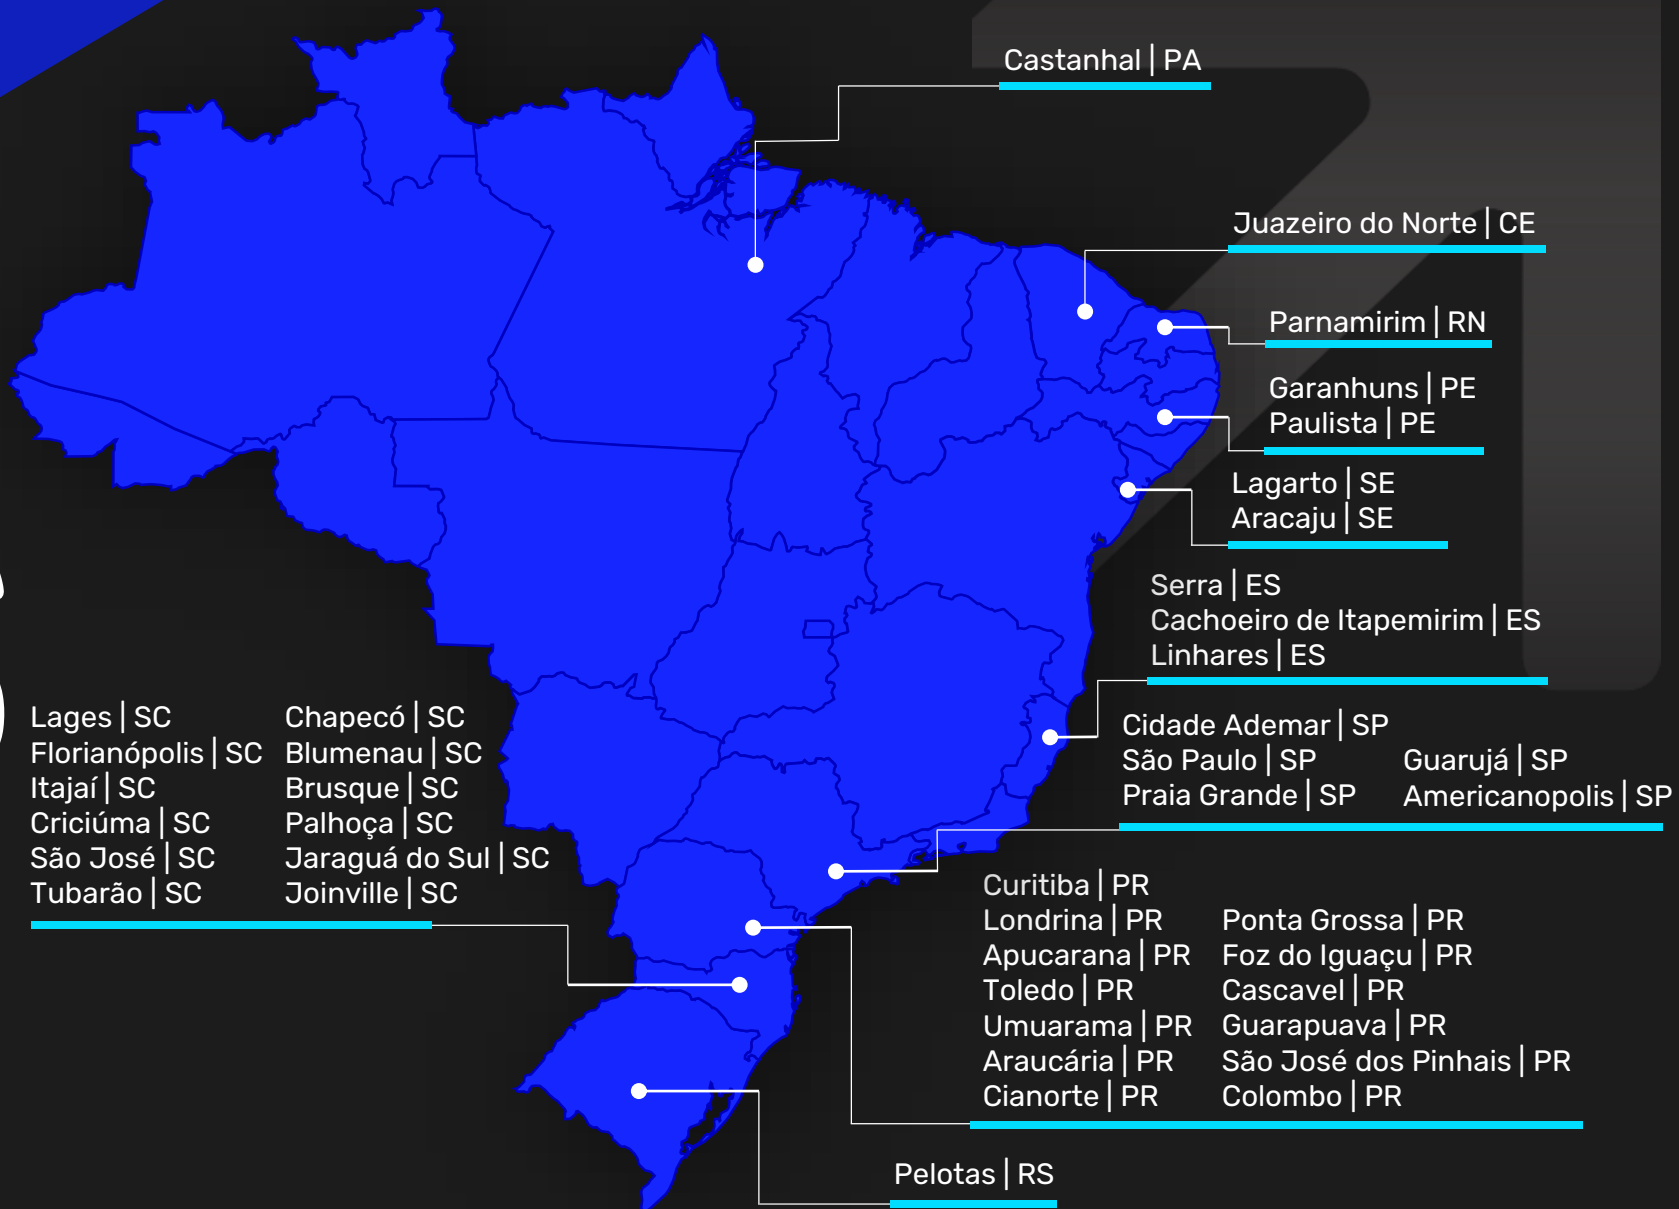 Castanhal | PA
Juazeiro do Norte | CE
Parnamirim | RN
Garanhuns | PE
Paulista | PE
Lagarto | SE
Aracaju | SE
Serra | ES
Cachoeiro de Itapemirim | ES
Linhares | ES
Cidade Ademar | SP
São Paulo | SP
Praia Grande | SP
Guarujá | SP
Americanopolis | SP
Lages | SC
Florianópolis | SC
Itajaí | SC
Criciúma | SC
São José | SC
Tubarão | SC
Chapecó | SC
Blumenau | SC
Brusque | SC
Palhoça | SC
Jaraguá do Sul | SC
Joinville | SC
Curitiba | PR
Londrina | PR
Apucarana | PR
Toledo | PR
Umuarama | PR
Araucária | PR
Cianorte | PR
Ponta Grossa | PR
Foz do Iguaçu | PR
Cascavel | PR
Guarapuava | PR
São José dos Pinhais | PR
Colombo | PR
Pelotas | RS